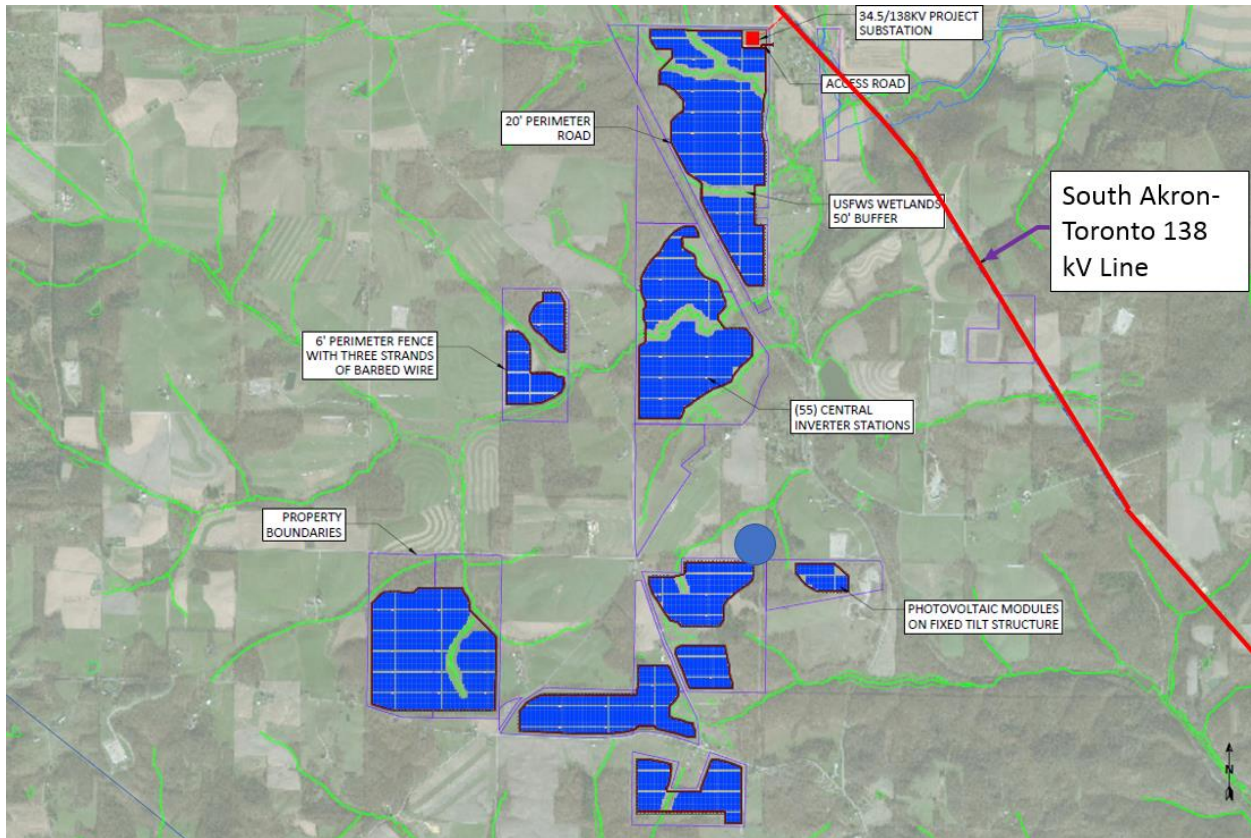 34.5/138KV PROJECT
SUBSTATION
ACCESS ROAD
20' PERIMETER
ROAD
USFWS WETLANDS
50' BUFFER
South Akron-
Toronto 138
kV Line
6' PERIMETER FENCE
WITH THREE STRANDS
OF BARBED WIRE
(55) CENTRAL
INVERTER STATIONS
PROPERTY
BOUNDARIES
PHOTOVOLTAIC MODULES
ON FIXED TILT STRUCTURE
N